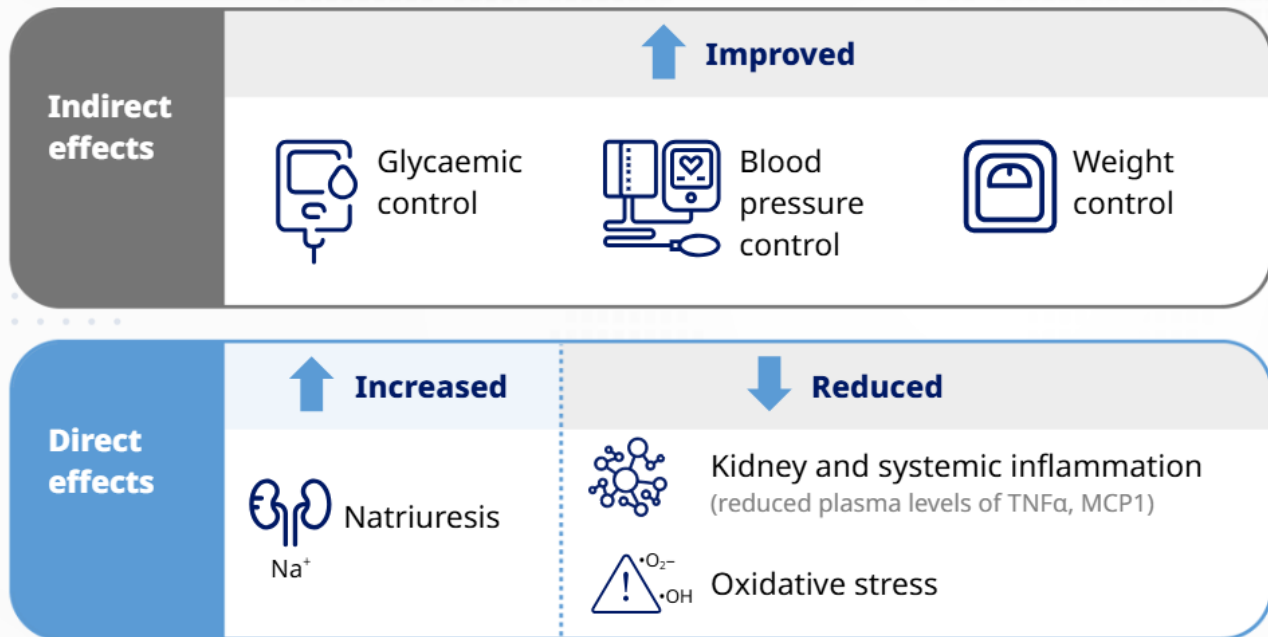 Improved
Indirect
effects
Glycaemic
control
Blood
pressure
control
Weight
control
Increased
Reduced
Direct
effects
Natriuresis
Na⁺
Kidney and systemic inflammation
(reduced plasma levels of TNFα, MCP1)
•O₂−
•OH
!
Oxidative stress